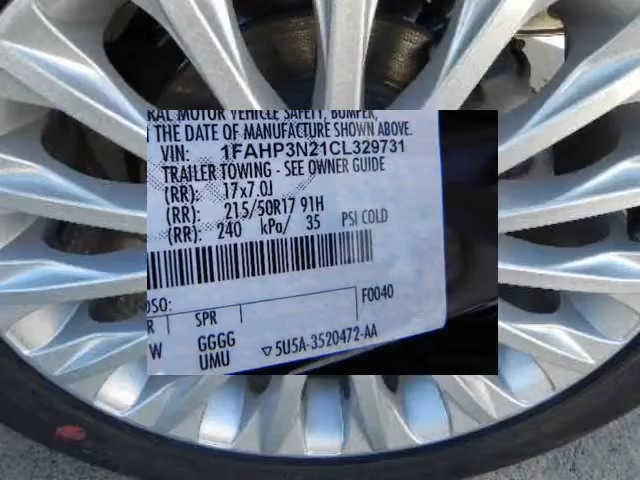 RAL MOTOR VEHICLE SAFETY, BUMPER,
THE DATE OF MANUFACTURE SHOWN ABOVE.
VIN: 1FAHP3N21CL329731
TRAILER TOWING - SEE OWNER GUIDE
(RR): 17x7.0J
(RR): 215/50R17 91H
(RR): 240 kPa/ 35 PSI COLD
DSO: F0040
R SPR
W GGGG
UMU ▽5U5A-3520472-AA